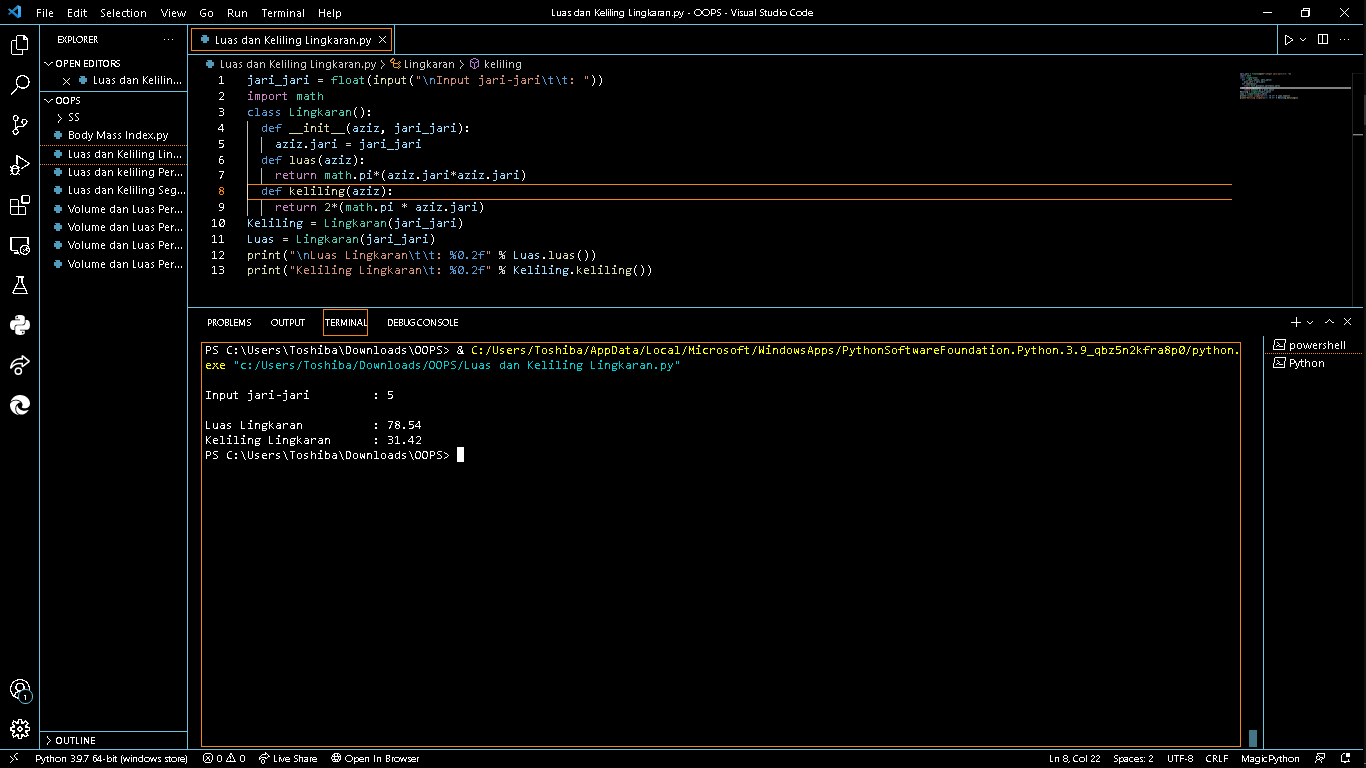 File Edit Selection View Go Run Terminal Help
Luas dan Keliling Lingkaran.py - OOPS - Visual Studio Code
EXPLORER
OPEN EDITORS
Luas dan Kelilin...
OOPS
SS
Body Mass Index.py
Luas dan Keliling Lin...
Luas dan keliling Per...
Luas dan Keliling Seg...
Volume dan Luas Per...
Volume dan Luas Per...
Volume dan Luas Per...
Volume dan Luas Per...
OUTLINE
Luas dan Keliling Lingkaran.py
Luas dan Keliling Lingkaran.py > Lingkaran > keliling
1 jari_jari = float(input("\nInput jari-jari\t\t: "))
2 import math
3 class Lingkaran():
4 def __init__(aziz, jari_jari):
5 aziz.jari = jari_jari
6 def luas(aziz):
7 return math.pi*(aziz.jari*aziz.jari)
8 def keliling(aziz):
9 return 2*(math.pi * aziz.jari)
10 Keliling = Lingkaran(jari_jari)
11 Luas = Lingkaran(jari_jari)
12 print("\nLuas Lingkaran\t\t: %0.2f" % Luas.luas())
13 print("Keliling Lingkaran\t: %0.2f" % Keliling.keliling())
PROBLEMS OUTPUT TERMINAL DEBUG CONSOLE
PS C:\Users\Toshiba\Downloads\OOPS> & C:/Users/Toshiba/AppData/Local/Microsoft/WindowsApps/PythonSoftwareFoundation.Python.3.9_qbz5n2kfra8p0/python.
exe "c:/Users/Toshiba/Downloads/OOPS/Luas dan Keliling Lingkaran.py"
Input jari-jari : 5
Luas Lingkaran : 78.54
Keliling Lingkaran : 31.42
PS C:\Users\Toshiba\Downloads\OOPS>
powershell
Python
1
Python 3.9.7 64-bit (windows store) 0 0 Live Share Open In Browser Ln 8, Col 22 Spaces: 2 UTF-8 CRLF MagicPython